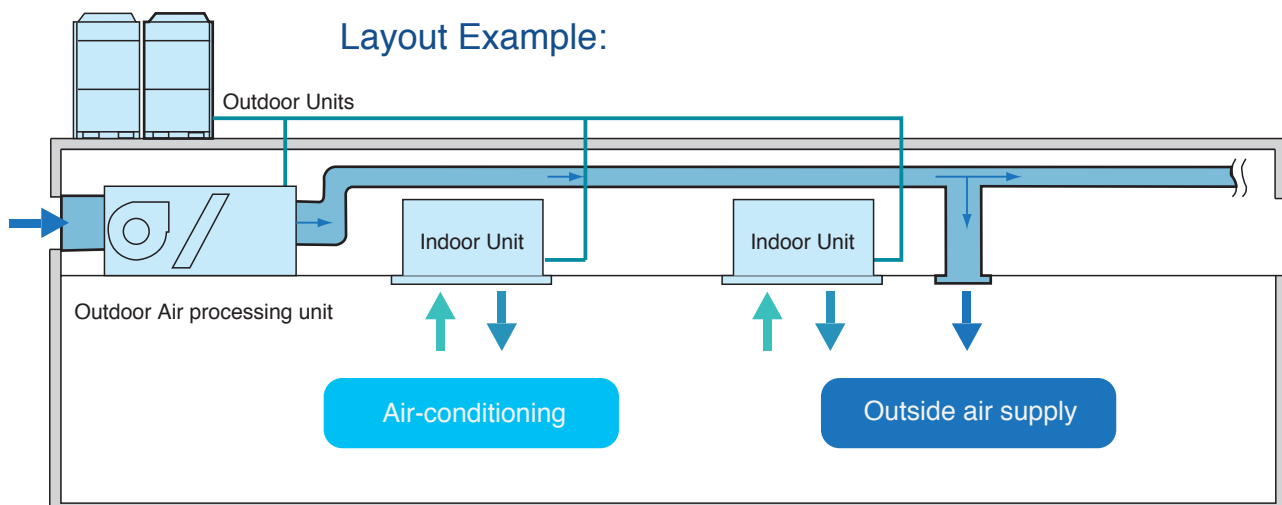 Layout Example:
Outdoor Units
Indoor Unit
Indoor Unit
Outdoor Air processing unit
Air-conditioning
Outside air supply